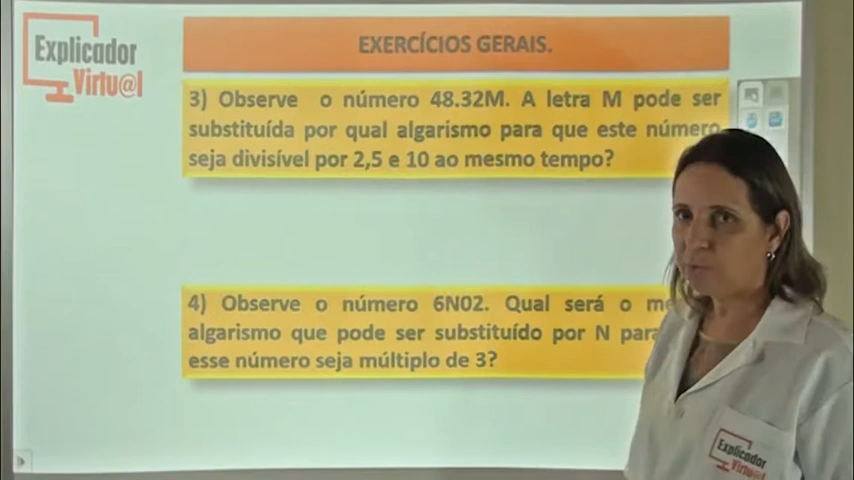 Explicador
Virtu@l
EXERCÍCIOS GERAIS.
3) Observe o número 48.32M. A letra M pode ser
substituída por qual algarismo para que este número
seja divisível por 2,5 e 10 ao mesmo tempo?
4) Observe o número 6N02. Qual será o
algarismo que pode ser substituído por N para
esse número seja múltiplo de 3?
Explicador
Virtu@l